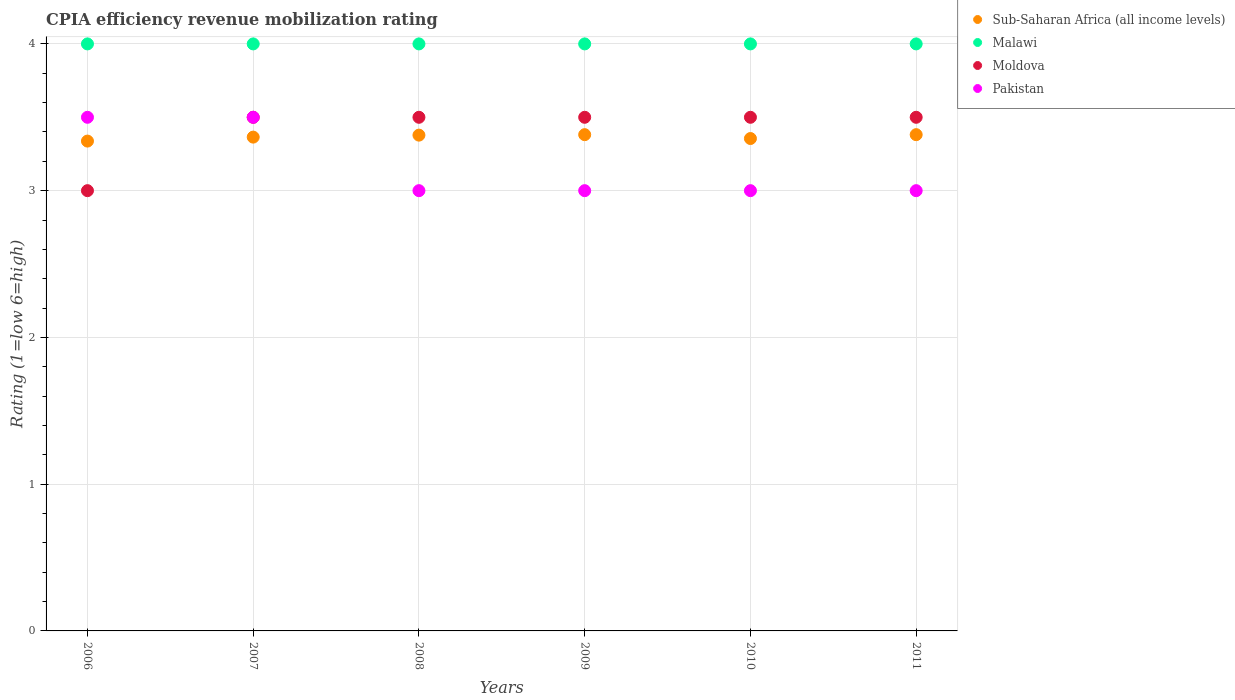 CPIA efficiency revenue mobilization rating
Sub-Saharan Africa (all income levels)
Malawi
Moldova
Pakistan
Rating (1=low 6=high)
4
3
2
1
0
2006
2007
2008
2009
2010
2011
Years